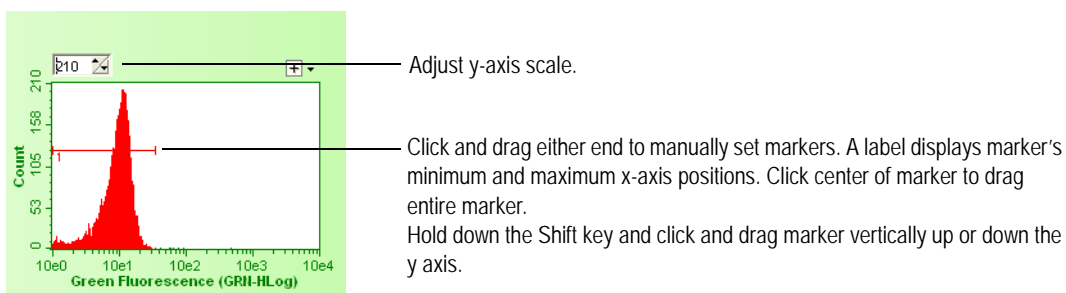 210
Adjust y-axis scale.
210
158
105
53
0
Count
1
Click and drag either end to manually set markers. A label displays marker's
minimum and maximum x-axis positions. Click center of marker to drag
entire marker.
Hold down the Shift key and click and drag marker vertically up or down the
y axis.
10e0 10e1 10e2 10e3 10e4
Green Fluorescence (GRN-HLog)